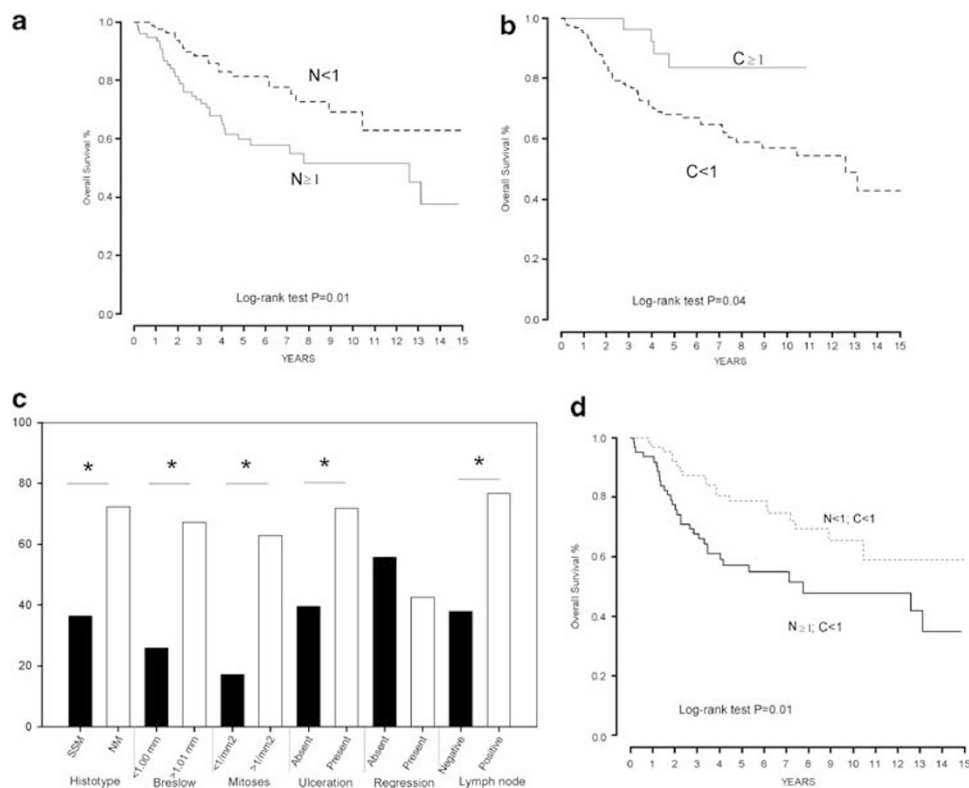 a
1.0
0.8
0.6
0.4
0.2
0.0
Overall Survival %
N<1
N≥1
Log-rank test P=0.01
0 1 2 3 4 5 6 7 8 9 10 11 12 13 14 15
YEARS
b
1.0
0.8
0.6
0.4
0.2
0.0
Overall Survival %
C≥1
C<1
Log-rank test P=0.04
0 1 2 3 4 5 6 7 8 9 10 11 12 13 14 15
YEARS
c
100
80
60
40
20
0
* * * * *
SSM NM <1,00 mm >1,01 mm <1/mm2 >1/mm2 Absent Present Absent Present Negative Positive
Histotype Breslow Mitoses Ulceration Regression Lymph node
d
1.0
0.8
0.6
0.4
0.2
0.0
Overall Survival %
N<1; C<1
N≥1; C<1
Log-rank test P=0.01
0 1 2 3 4 5 6 7 8 9 10 11 12 13 14 15
YEARS